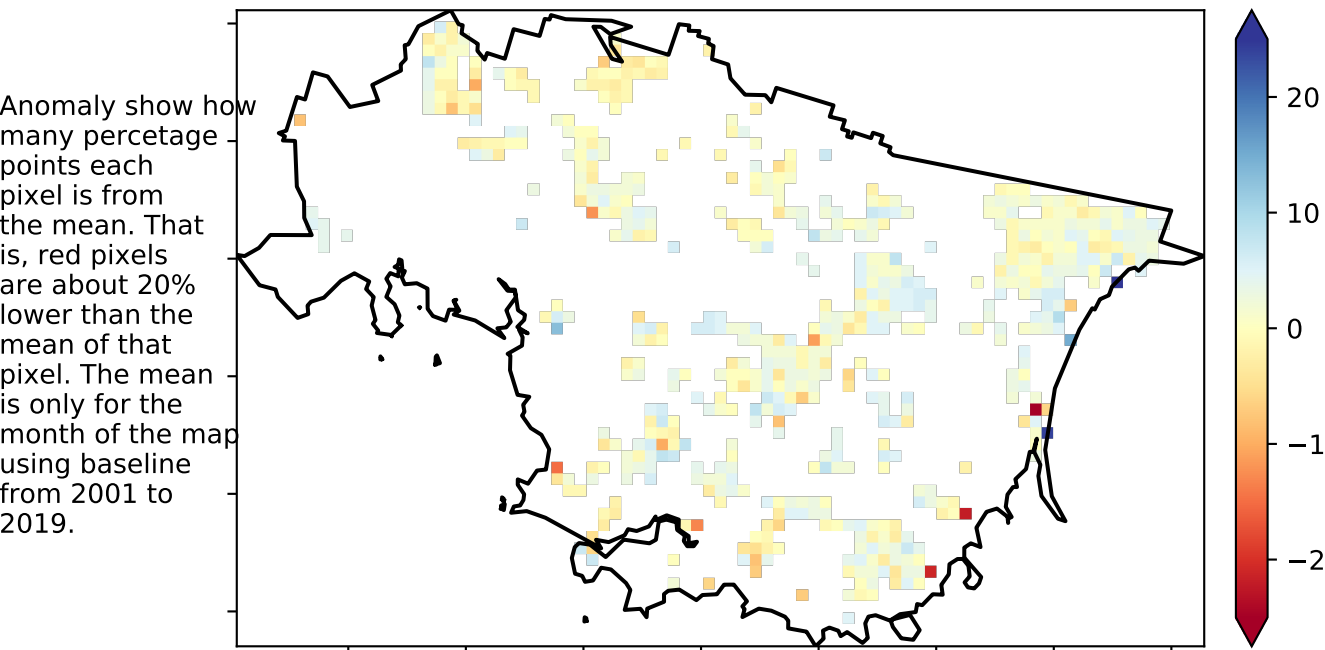 Anomaly show how
many percetage
points each
pixel is from
the mean. That
is, red pixels
are about 20%
lower than the
mean of that
pixel. The mean
is only for the
month of the map
using baseline
from 2001 to
2019.
20
10
0
−1
−2